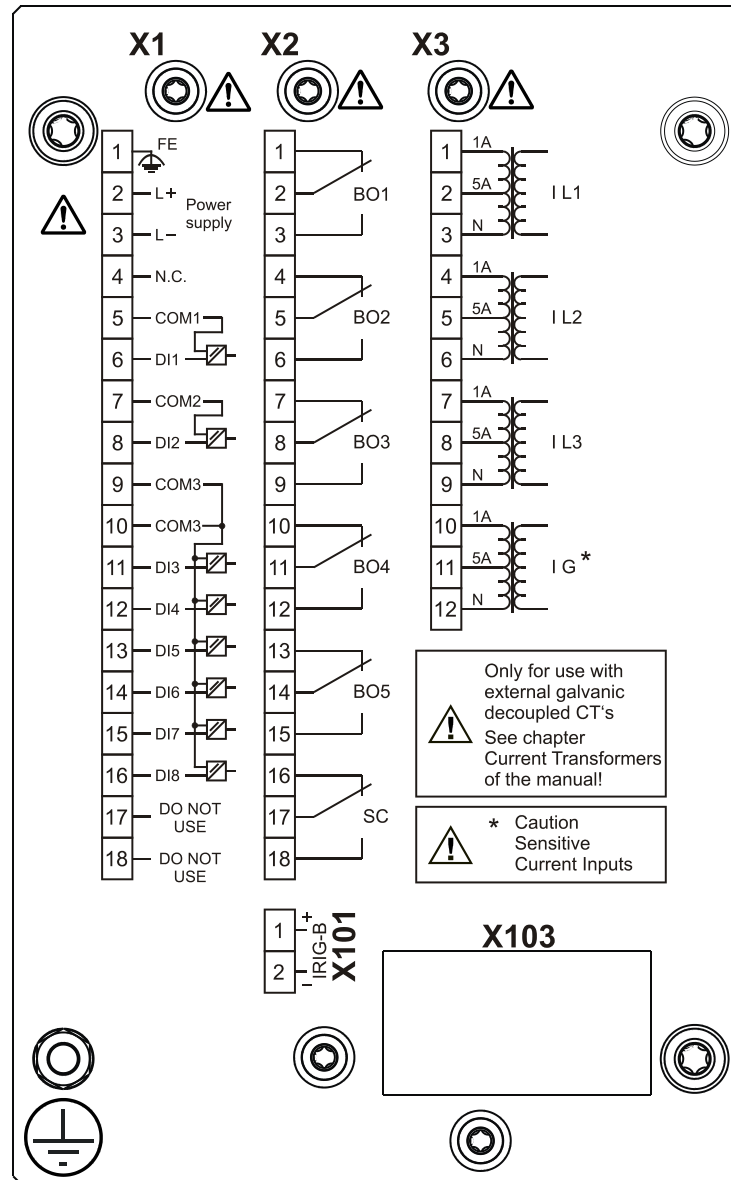 X1
X2
X3
1 FE
2 L+
Power
supply
3 L–
4 N.C.
5 COM1
6 DI1
7 COM2
8 DI2
9 COM3
10 COM3
11 DI3
12 DI4
13 DI5
14 DI6
15 DI7
16 DI8
17 DO NOT
USE
18 DO NOT
USE
1
2 BO1
3
4
5 BO2
6
7
8 BO3
9
10
11 BO4
12
13
14 BO5
15
16
17 SC
18
1 1A
2 5A I L1
3 N
4 1A
5 5A I L2
6 N
7 1A
8 5A I L3
9 N
10 1A
11 5A I G*
12 N
Only for use with
external galvanic
decoupled CT‘s
See chapter
Current Transformers
of the manual!
* Caution
Sensitive
Current Inputs
1 +
2 –
IRIG-B
X101
X103